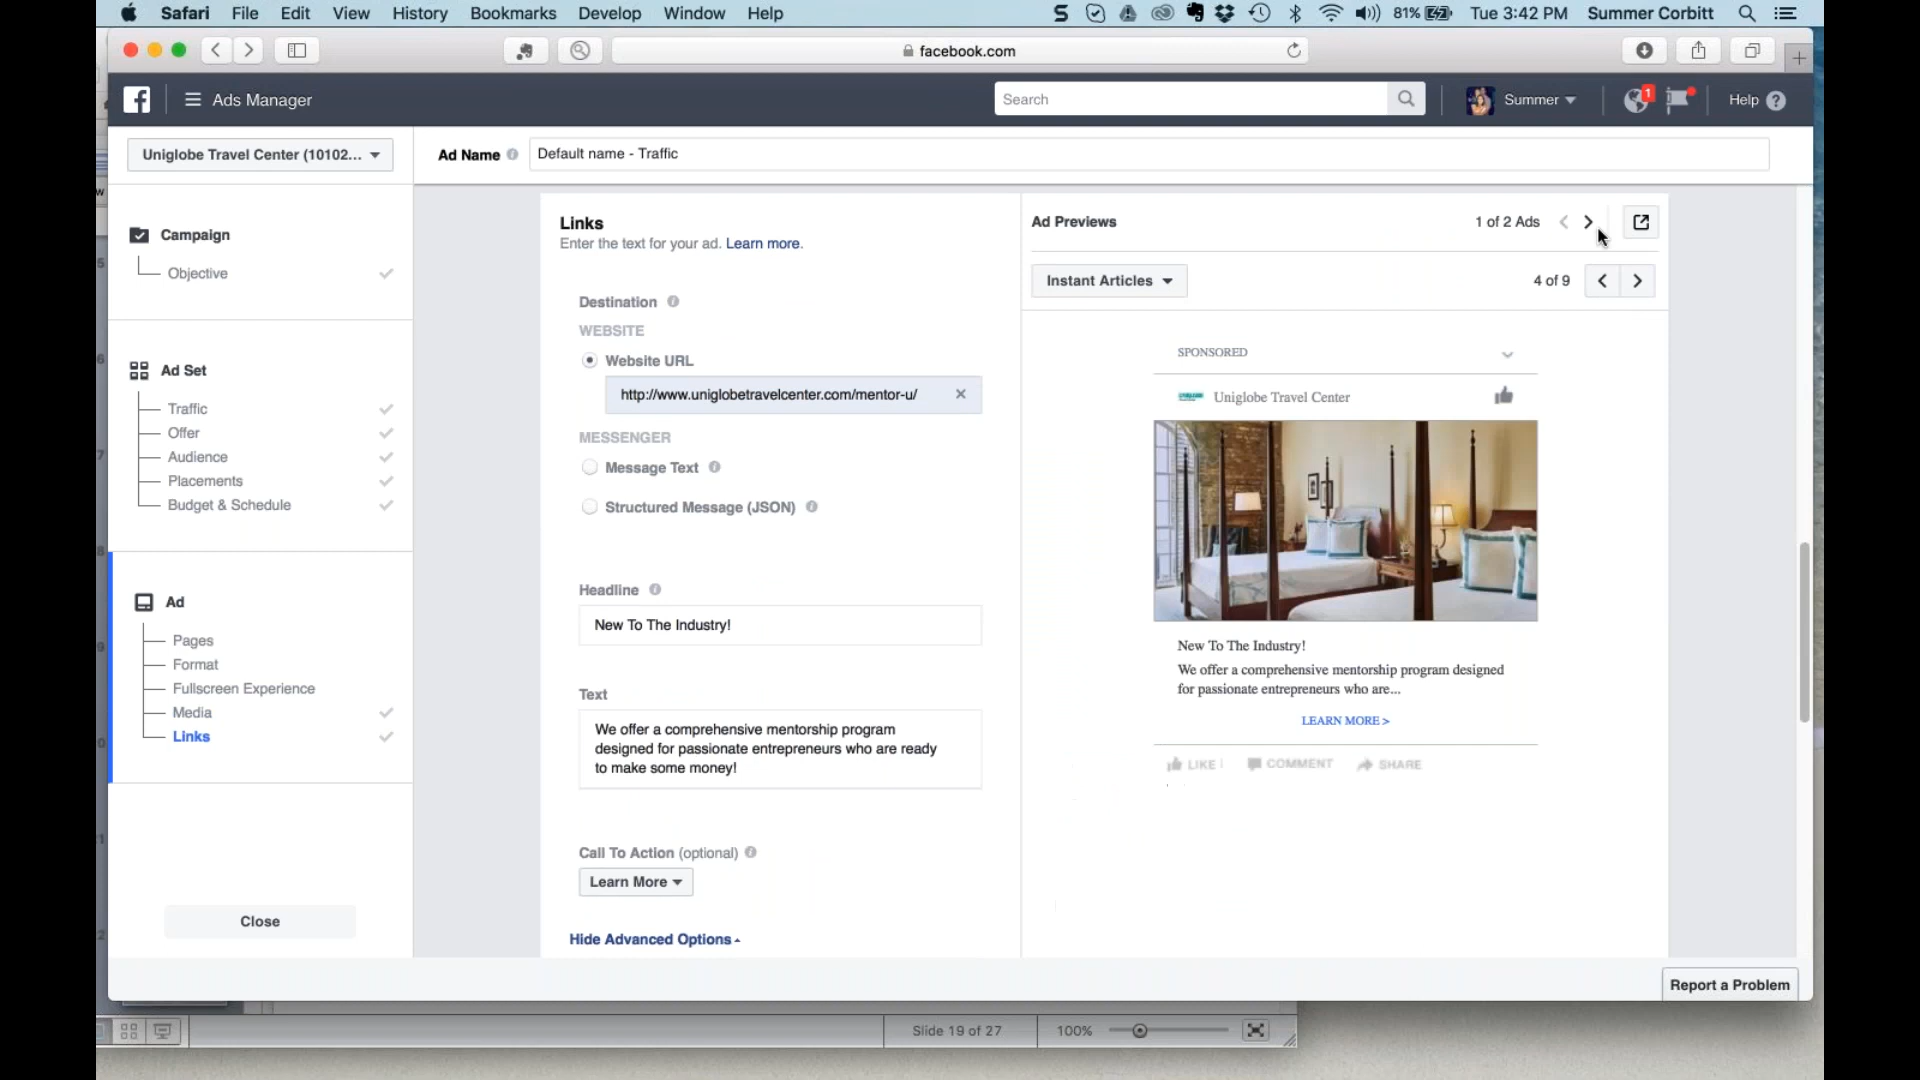 Safari File Edit View History Bookmarks Develop Window Help
81% Tue 3:42 PM Summer Corbitt
facebook.com
Ads Manager
Search
Summer
1
Help
Uniglobe Travel Center (10102...
Ad Name
Default name - Traffic
Campaign
Objective
Ad Set
Traffic
Offer
Audience
Placements
Budget & Schedule
Ad
Pages
Format
Fullscreen Experience
Media
Links
Close
Links
Enter the text for your ad. Learn more.
Destination
WEBSITE
Website URL
http://www.uniglobetravelcenter.com/mentor-u/
MESSENGER
Message Text
Structured Message (JSON)
Headline
New To The Industry!
Text
We offer a comprehensive mentorship program
designed for passionate entrepreneurs who are ready
to make some money!
Call To Action (optional)
Learn More
Hide Advanced Options
Ad Previews
1 of 2 Ads
Instant Articles
4 of 9
SPONSORED
Uniglobe Travel Center
New To The Industry!
We offer a comprehensive mentorship program designed
for passionate entrepreneurs who are...
LEARN MORE >
LIKE COMMENT SHARE
Report a Problem
Slide 19 of 27
100%